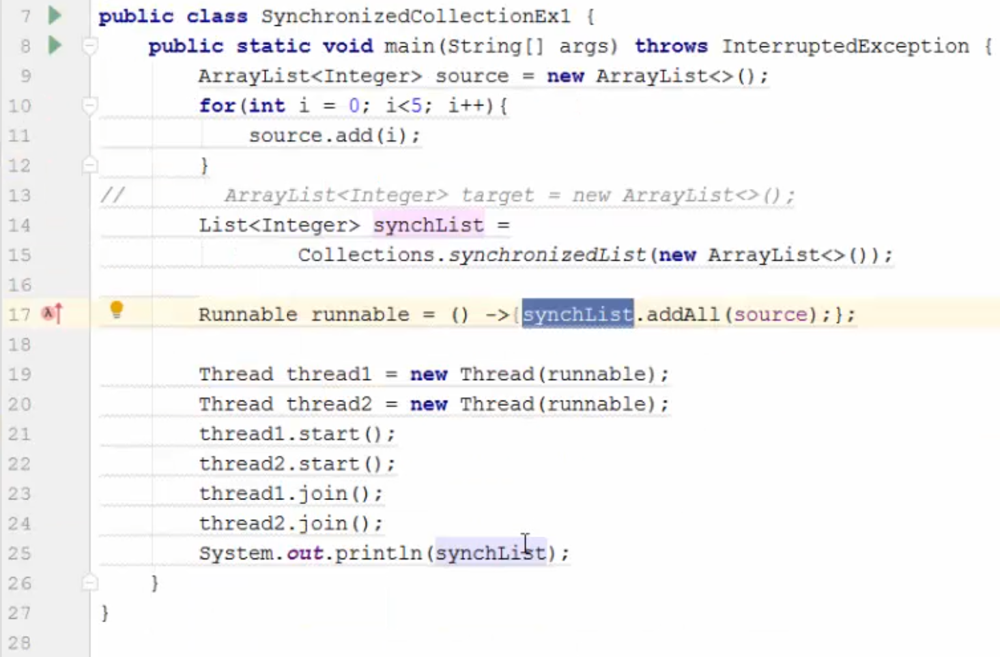 7 public class SynchronizedCollectionEx1 {
8 public static void main(String[] args) throws InterruptedException {
9 ArrayList<Integer> source = new ArrayList<>();
10 for(int i = 0; i<5; i++){
11 source.add(i);
12 }
13 // ArrayList<Integer> target = new ArrayList<>();
14 List<Integer> synchList =
15 Collections.synchronizedList(new ArrayList<>());
16
17 Runnable runnable = () ->{synchList.addAll(source);};
18
19 Thread thread1 = new Thread(runnable);
20 Thread thread2 = new Thread(runnable);
21 thread1.start();
22 thread2.start();
23 thread1.join();
24 thread2.join();
25 System.out.println(synchList);
26 }
27 }
28